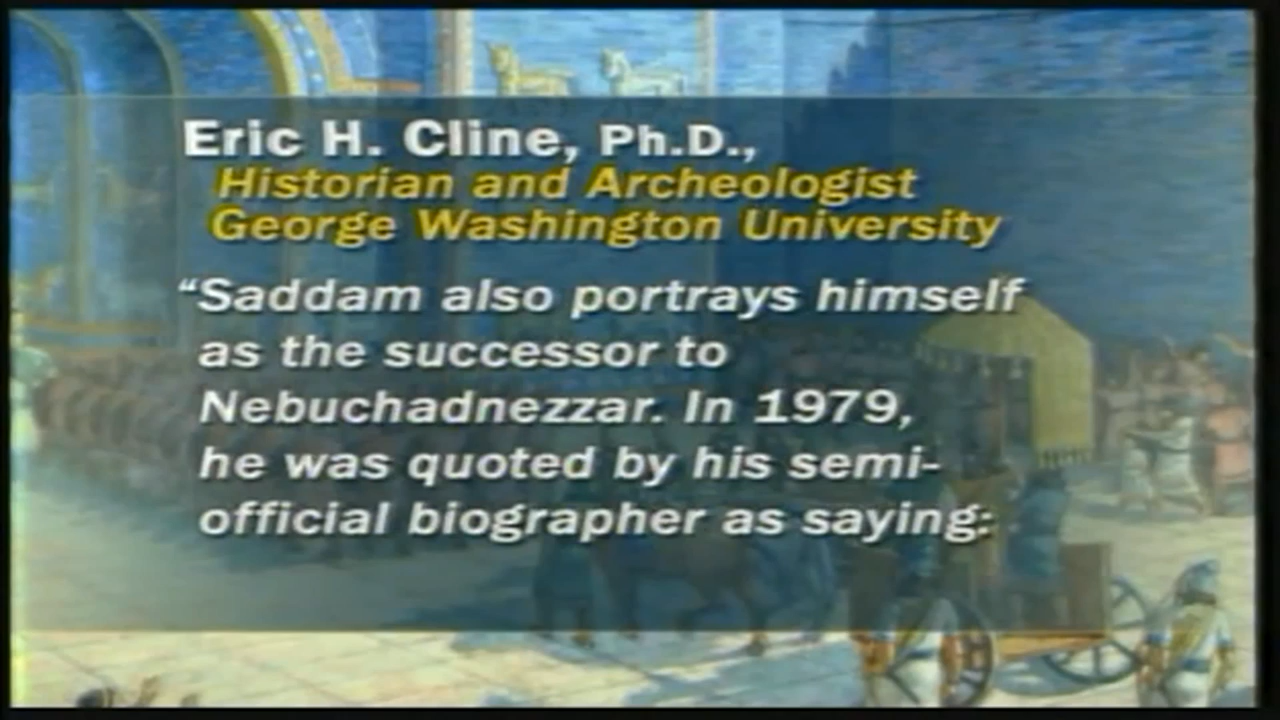 Eric H. Cline, Ph.D.,
Historian and Archeologist
George Washington University
“Saddam also portrays himself
as the successor to
Nebuchadnezzar. In 1979,
he was quoted by his semi-
official biographer as saying: